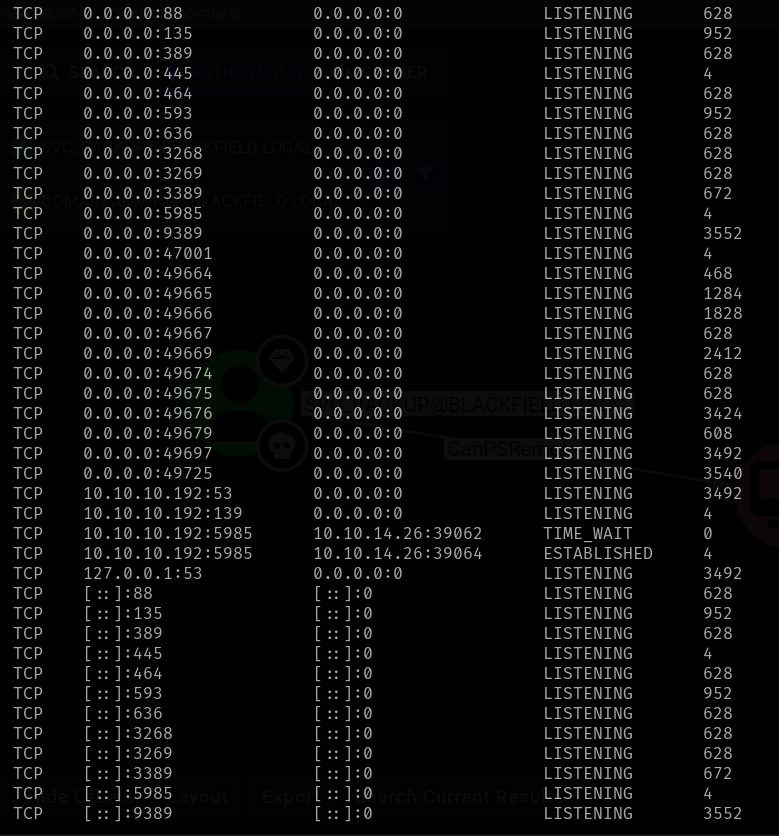 TCP 0.0.0.0:88 0.0.0.0:0 LISTENING 628
TCP 0.0.0.0:135 0.0.0.0:0 LISTENING 952
TCP 0.0.0.0:389 0.0.0.0:0 LISTENING 628
TCP 0.0.0.0:445 0.0.0.0:0 LISTENING 4
TCP 0.0.0.0:464 0.0.0.0:0 LISTENING 628
TCP 0.0.0.0:593 0.0.0.0:0 LISTENING 952
TCP 0.0.0.0:636 0.0.0.0:0 LISTENING 628
TCP 0.0.0.0:3268 0.0.0.0:0 LISTENING 628
TCP 0.0.0.0:3269 0.0.0.0:0 LISTENING 628
TCP 0.0.0.0:3389 0.0.0.0:0 LISTENING 672
TCP 0.0.0.0:5985 0.0.0.0:0 LISTENING 4
TCP 0.0.0.0:9389 0.0.0.0:0 LISTENING 3552
TCP 0.0.0.0:47001 0.0.0.0:0 LISTENING 4
TCP 0.0.0.0:49664 0.0.0.0:0 LISTENING 468
TCP 0.0.0.0:49665 0.0.0.0:0 LISTENING 1284
TCP 0.0.0.0:49666 0.0.0.0:0 LISTENING 1828
TCP 0.0.0.0:49667 0.0.0.0:0 LISTENING 628
TCP 0.0.0.0:49669 0.0.0.0:0 LISTENING 2412
TCP 0.0.0.0:49674 0.0.0.0:0 LISTENING 628
TCP 0.0.0.0:49675 0.0.0.0:0 LISTENING 628
TCP 0.0.0.0:49676 0.0.0.0:0 LISTENING 3424
TCP 0.0.0.0:49679 0.0.0.0:0 LISTENING 608
TCP 0.0.0.0:49697 0.0.0.0:0 LISTENING 3492
TCP 0.0.0.0:49725 0.0.0.0:0 LISTENING 3540
TCP 10.10.10.192:53 0.0.0.0:0 LISTENING 3492
TCP 10.10.10.192:139 0.0.0.0:0 LISTENING 4
TCP 10.10.10.192:5985 10.10.14.26:39062 TIME_WAIT 0
TCP 10.10.10.192:5985 10.10.14.26:39064 ESTABLISHED 4
TCP 127.0.0.1:53 0.0.0.0:0 LISTENING 3492
TCP [::]:88 [::]:0 LISTENING 628
TCP [::]:135 [::]:0 LISTENING 952
TCP [::]:389 [::]:0 LISTENING 628
TCP [::]:445 [::]:0 LISTENING 4
TCP [::]:464 [::]:0 LISTENING 628
TCP [::]:593 [::]:0 LISTENING 952
TCP [::]:636 [::]:0 LISTENING 628
TCP [::]:3268 [::]:0 LISTENING 628
TCP [::]:3269 [::]:0 LISTENING 628
TCP [::]:3389 [::]:0 LISTENING 672
TCP [::]:5985 [::]:0 LISTENING 4
TCP [::]:9389 [::]:0 LISTENING 3552